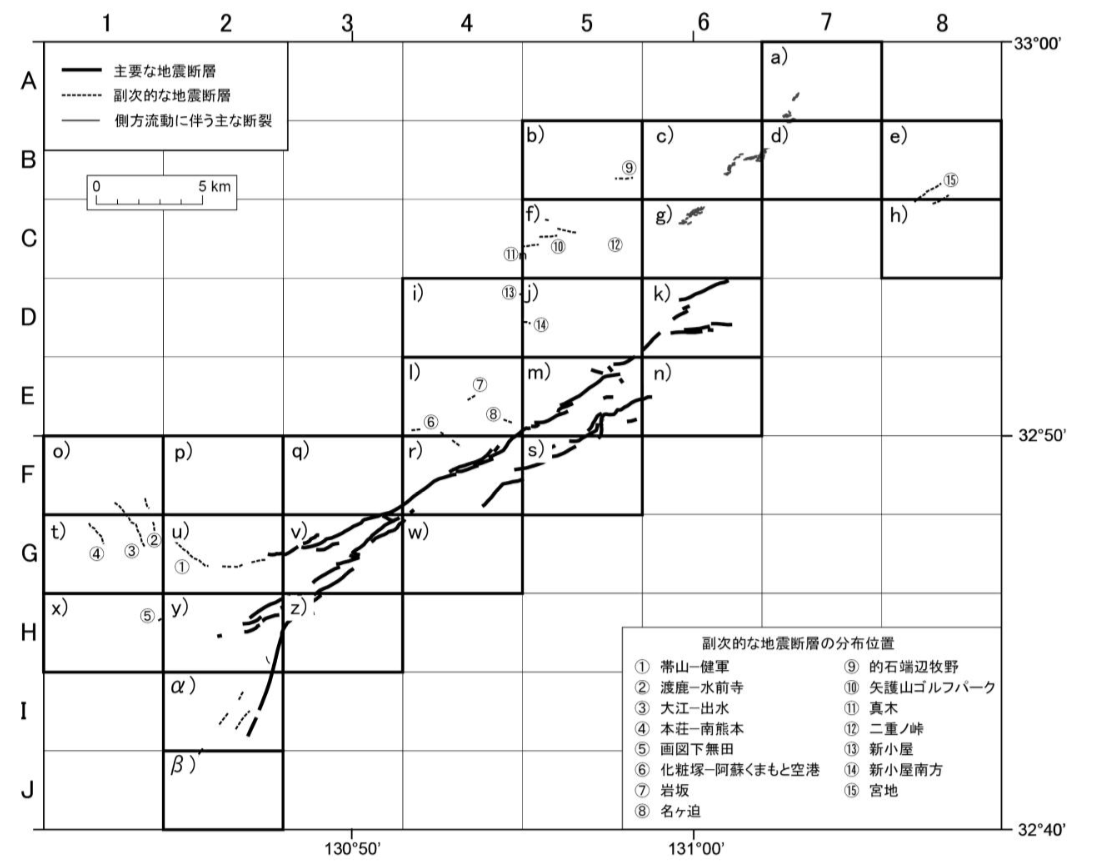 1 2 3 4 5 6 7 8
33°00'
A
B
C
D
E
F
G
H
I
J
主要な地震断層
副次的な地震断層
側方流動に伴う主な断裂
0 5 km
a)
b) c) d) e)
⑨
⑮
f) g) h)
⑪ ⑩ ⑫
i) ⑬ j) k)
⑭
l) m) n)
⑦
⑧
⑥
32°50'
o) p) q) r) s)
t) u) v) w)
④ ③ ② ①
x) ⑤ y) z)
α)
β)
副次的な地震断層の分布位置
① 帯山−健軍
② 渡鹿−水前寺
③ 大江−出水
④ 本荘−南熊本
⑤ 画図下無田
⑥ 化粧塚−阿蘇くまもと空港
⑦ 岩坂
⑧ 名ヶ迫
⑨ 的石端辺牧野
⑩ 矢護山ゴルフパーク
⑪ 真木
⑫ 二重ノ峠
⑬ 新小屋
⑭ 新小屋南方
⑮ 宮地
32°40'
130°50' 131°00'